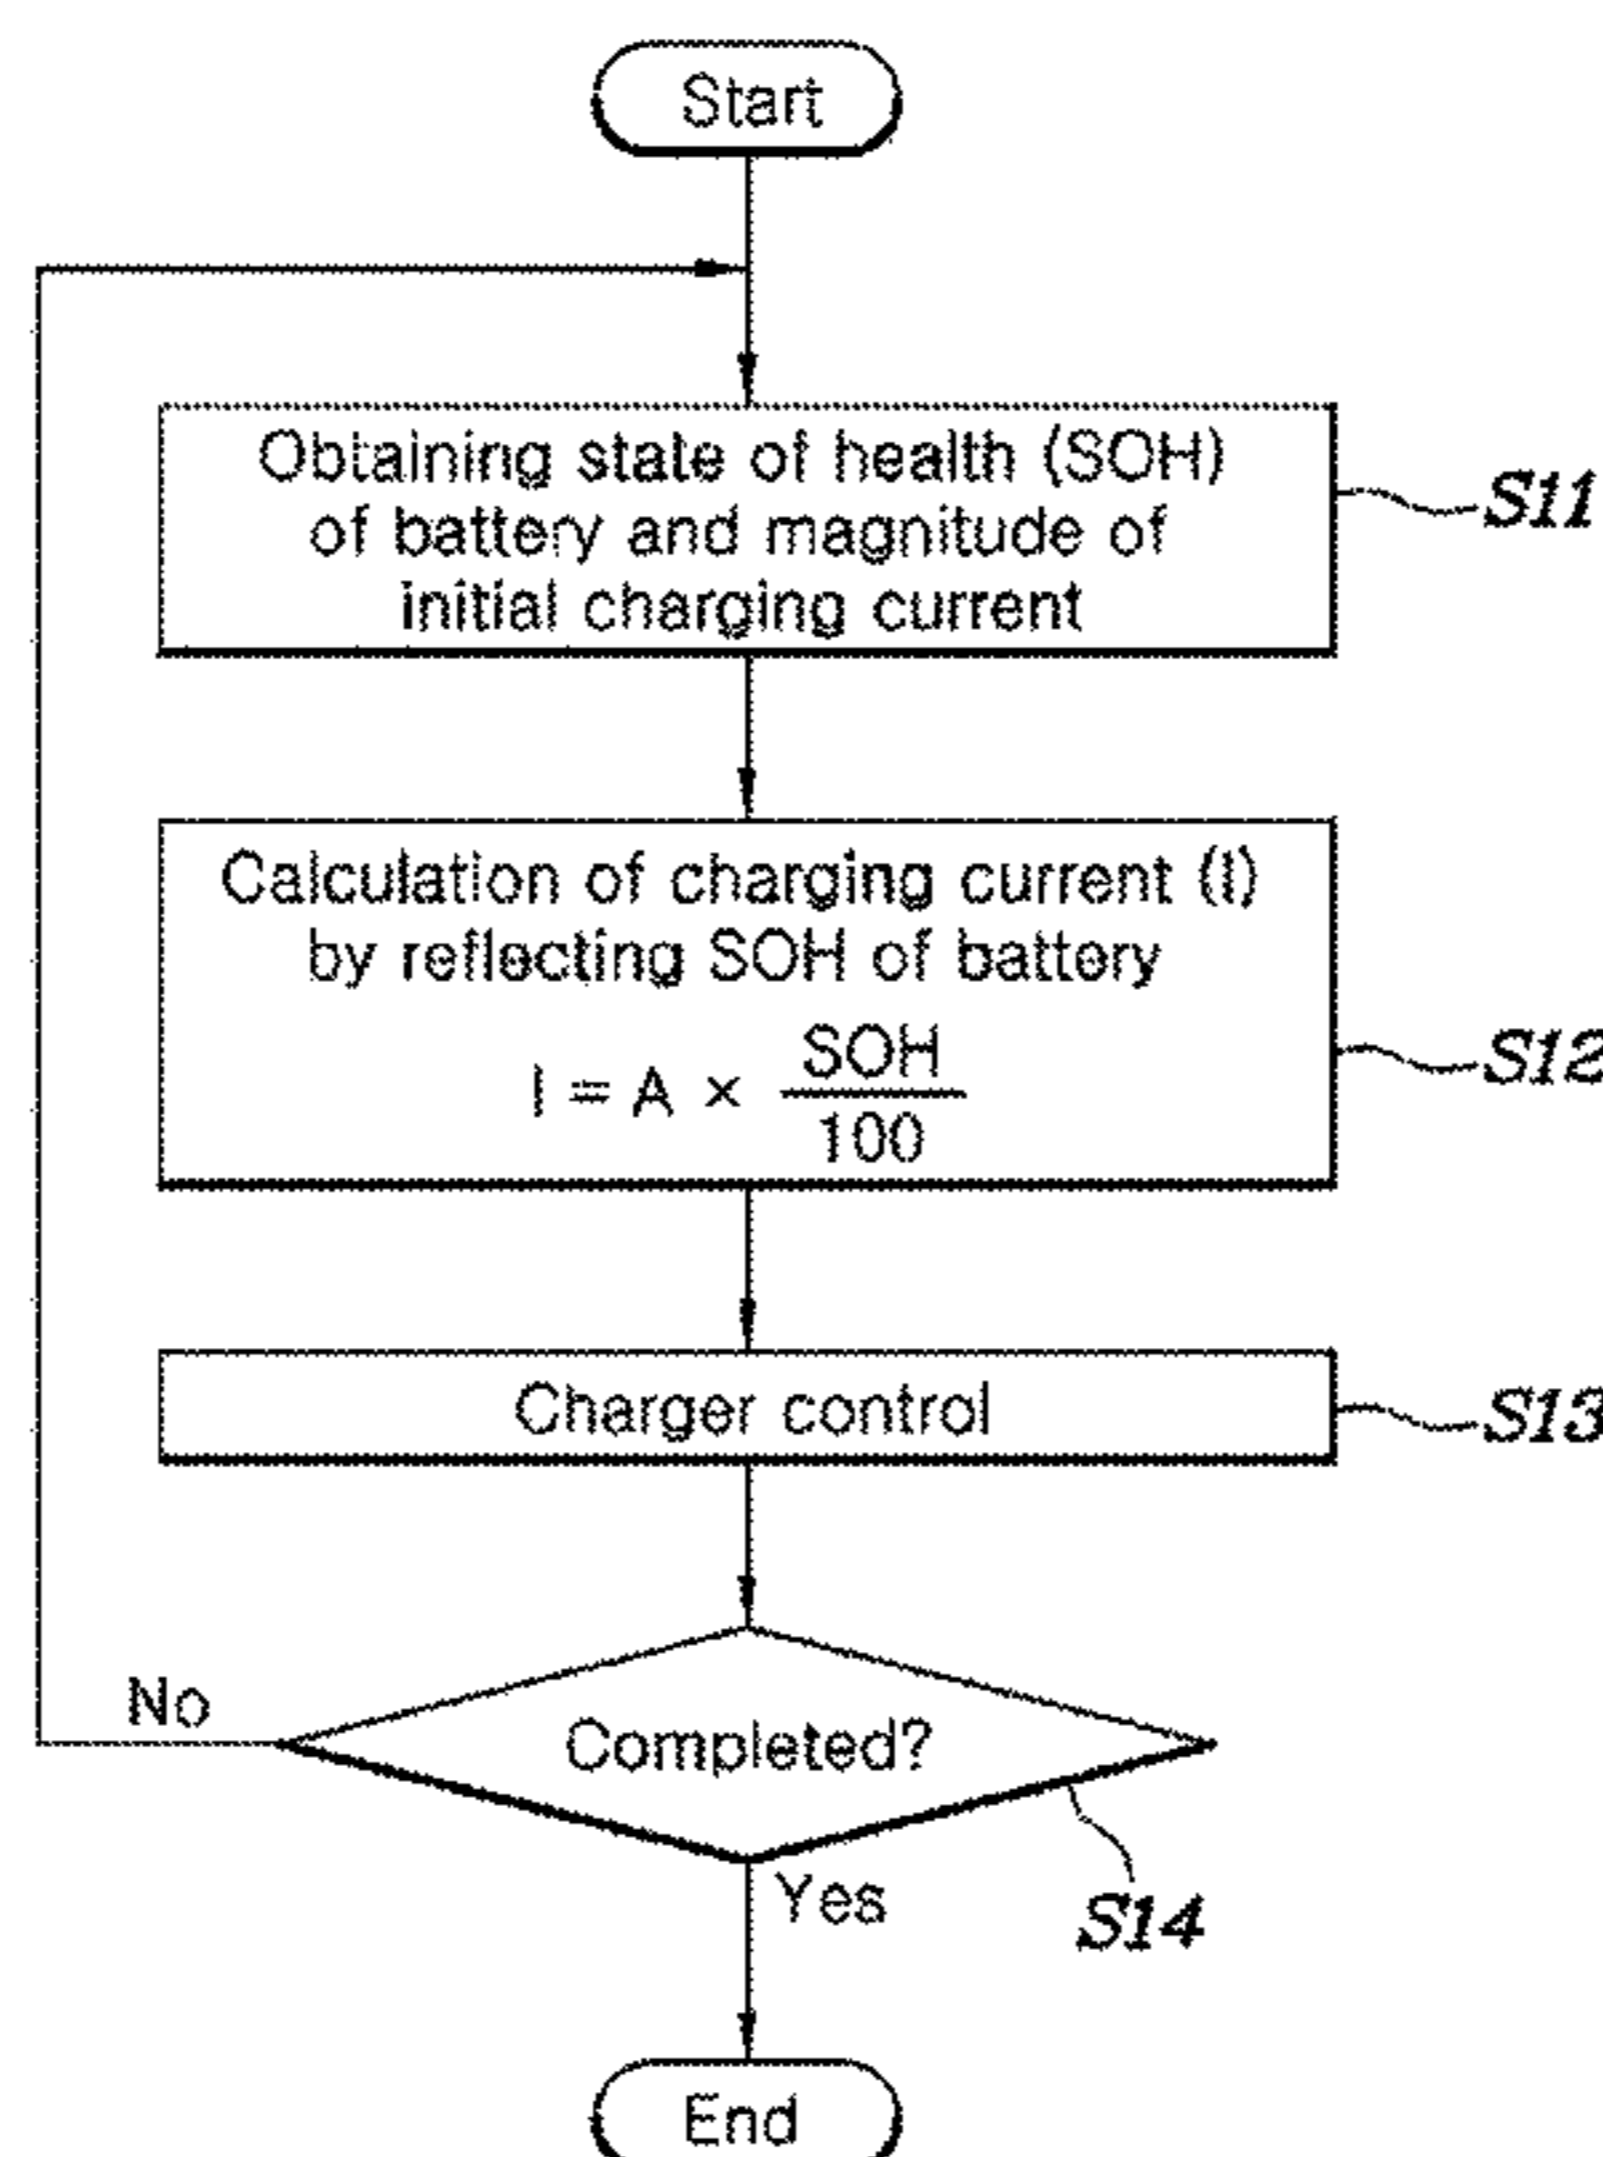 Start
Obtaining state of health (SOH)
of battery and magnitude of
initial charging current
S11
Calculation of charging current (I)
by reflecting SOH of battery
I = A × SOH/100
S12
Charger control
S13
Completed?
No
Yes
S14
End